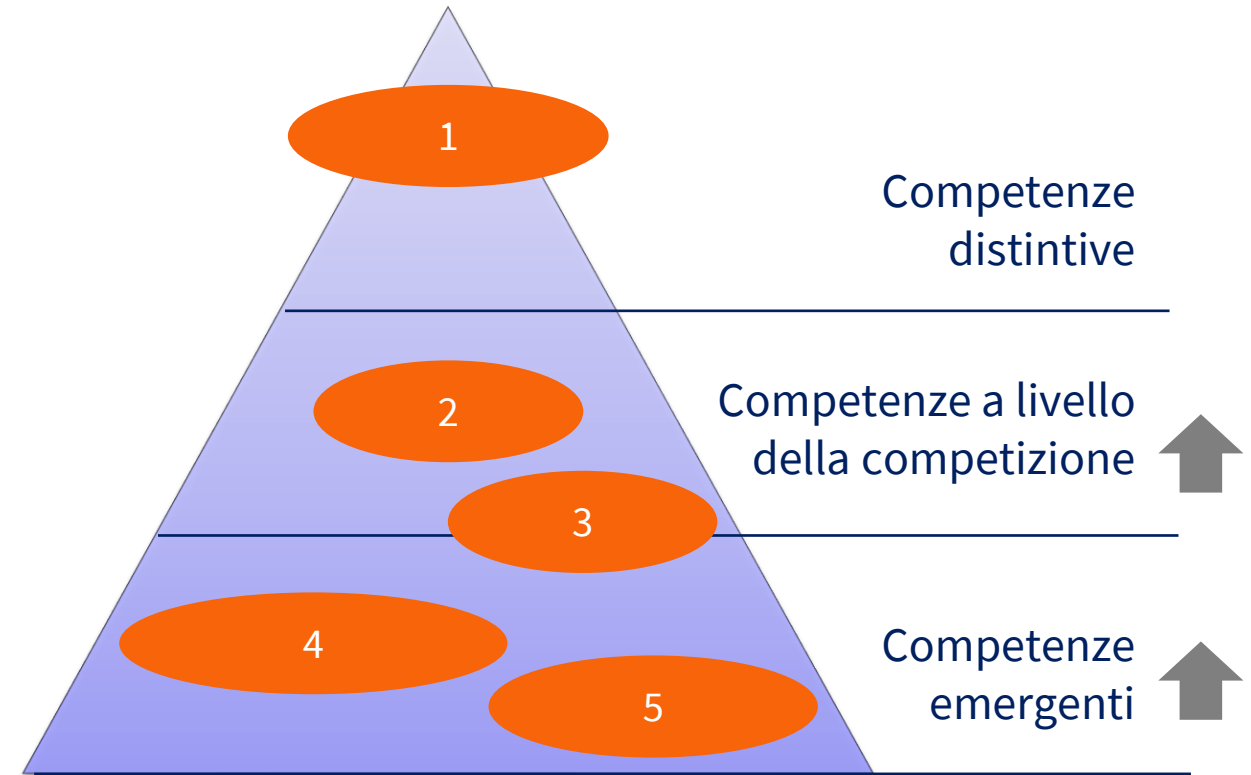 1
Competenze
distintive
2
Competenze a livello
della competizione
3
4
Competenze
emergenti
5